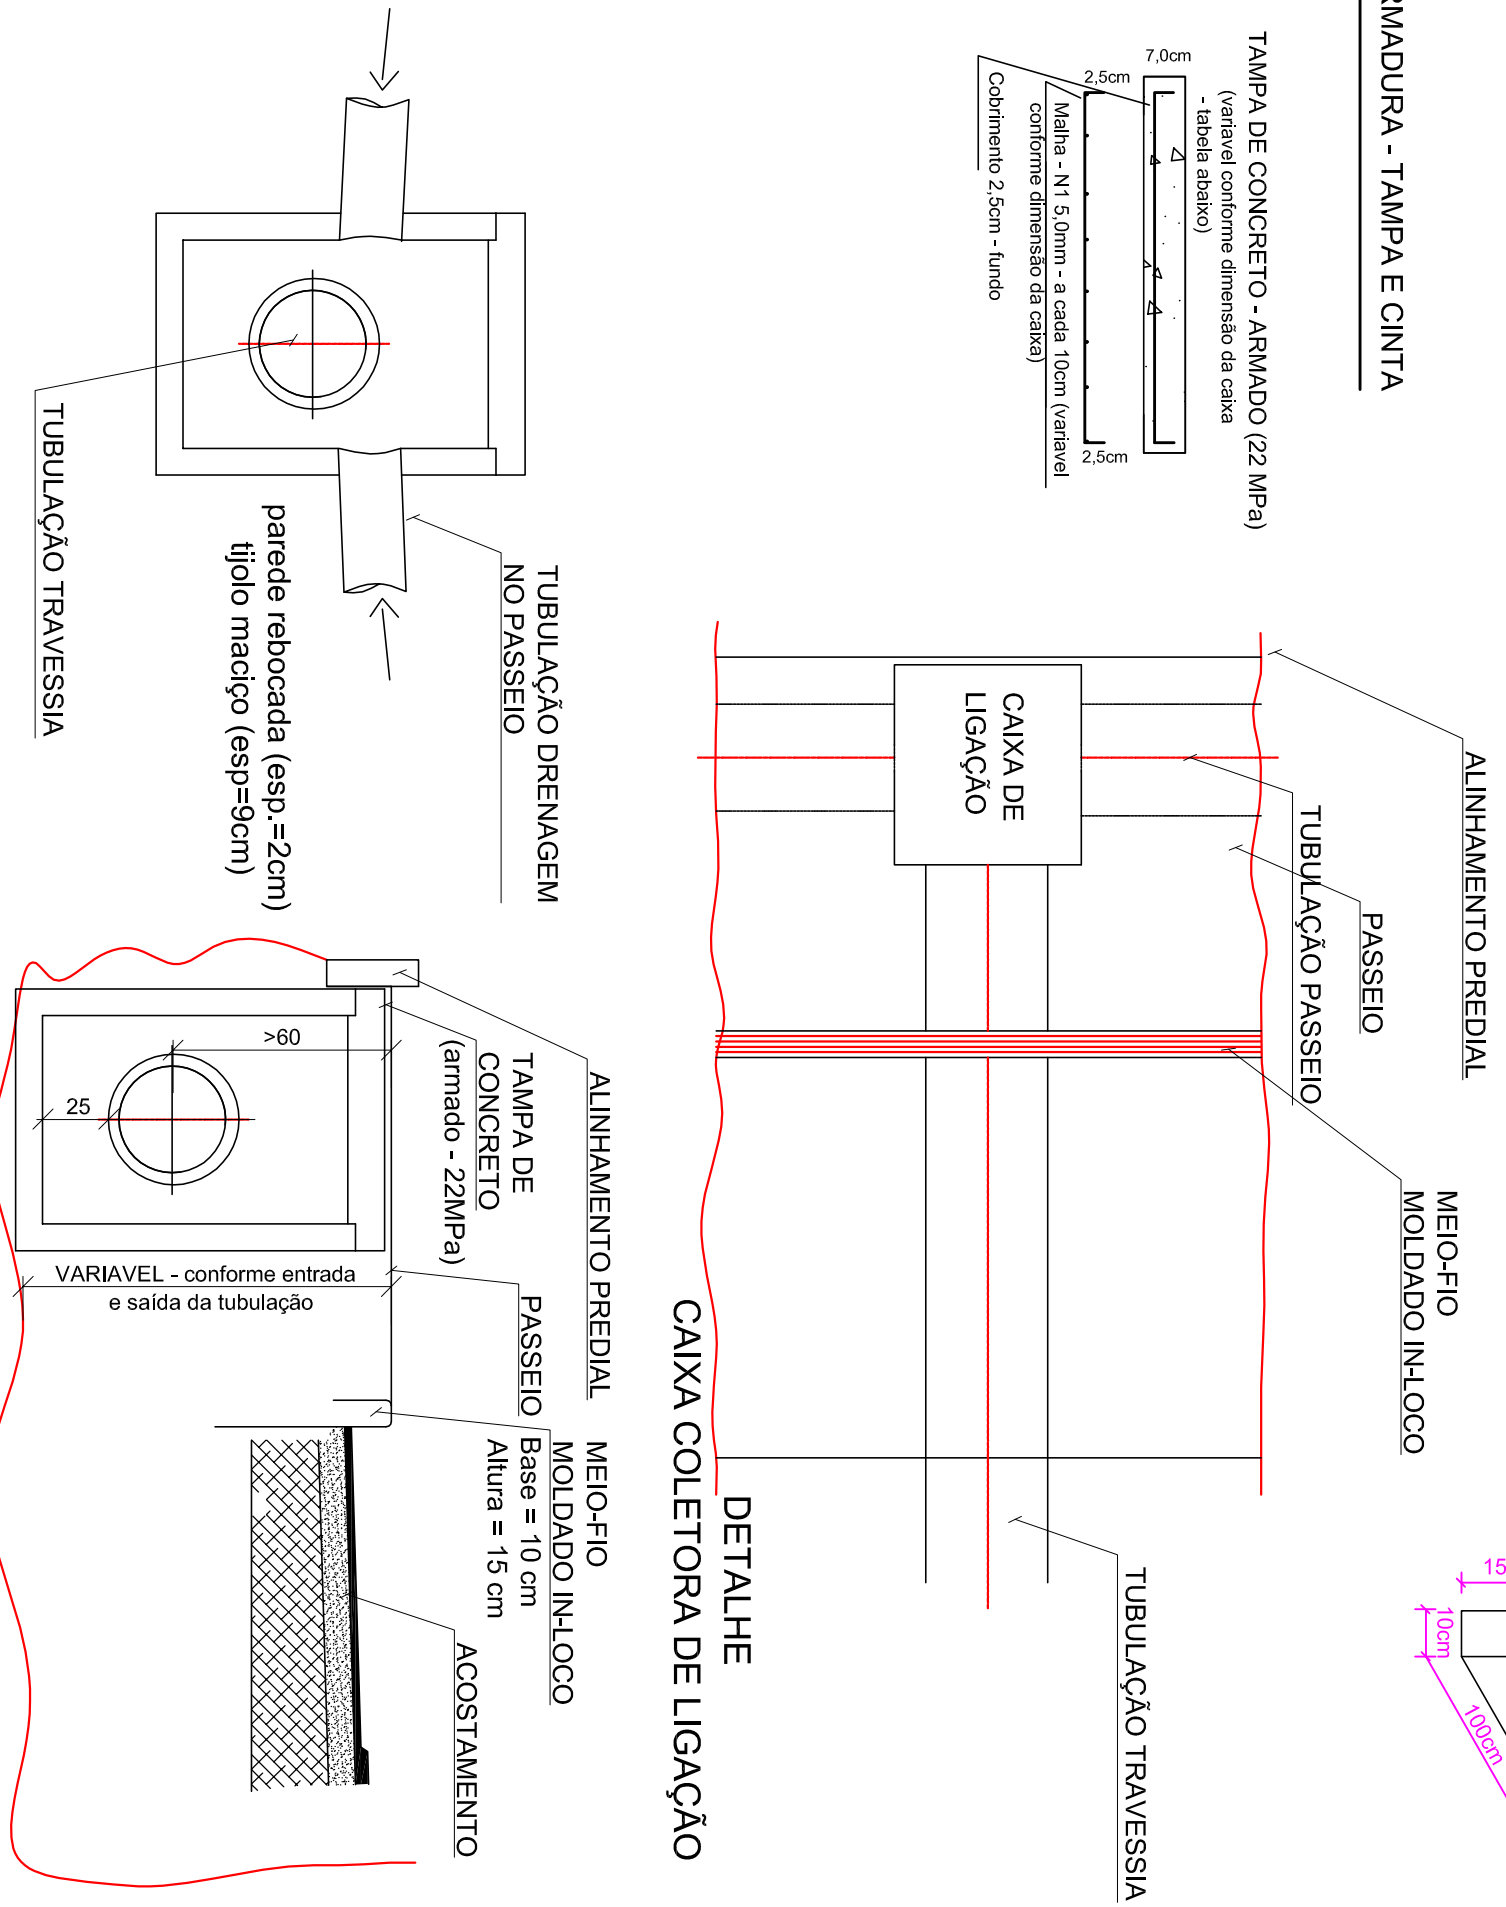 RMADURA - TAMPA E CINTA
TAMPA DE CONCRETO - ARMADO (22 MPa)
(variavel conforme dimensão da caixa
- tabela abaixo)
7,0cm
2,5cm
2,5cm
Malha - N1 5,0mm - a cada 10cm (variavel
conforme dimensão da caixa)
Cobrimento 2,5cm - fundo
TUBULAÇÃO DRENAGEM
NO PASSEIO
parede rebocada (esp.=2cm)
tijolo maciço (esp=9cm)
TUBULAÇÃO TRAVESSIA
ALINHAMENTO PREDIAL
PASSEIO
TUBULAÇÃO PASSEIO
CAIXA DE
LIGAÇÃO
MEIO-FIO
MOLDADO IN-LOCO
TUBULAÇÃO TRAVESSIA
DETALHE
CAIXA COLETORA DE LIGAÇÃO
ALINHAMENTO PREDIAL
TAMPA DE
CONCRETO
(armado - 22MPa)
PASSEIO
MEIO-FIO
MOLDADO IN-LOCO
Base = 10 cm
Altura = 15 cm
ACOSTAMENTO
>60
25
VARIAVEL - conforme entrada
e saída da tubulação
15
10cm
100cm